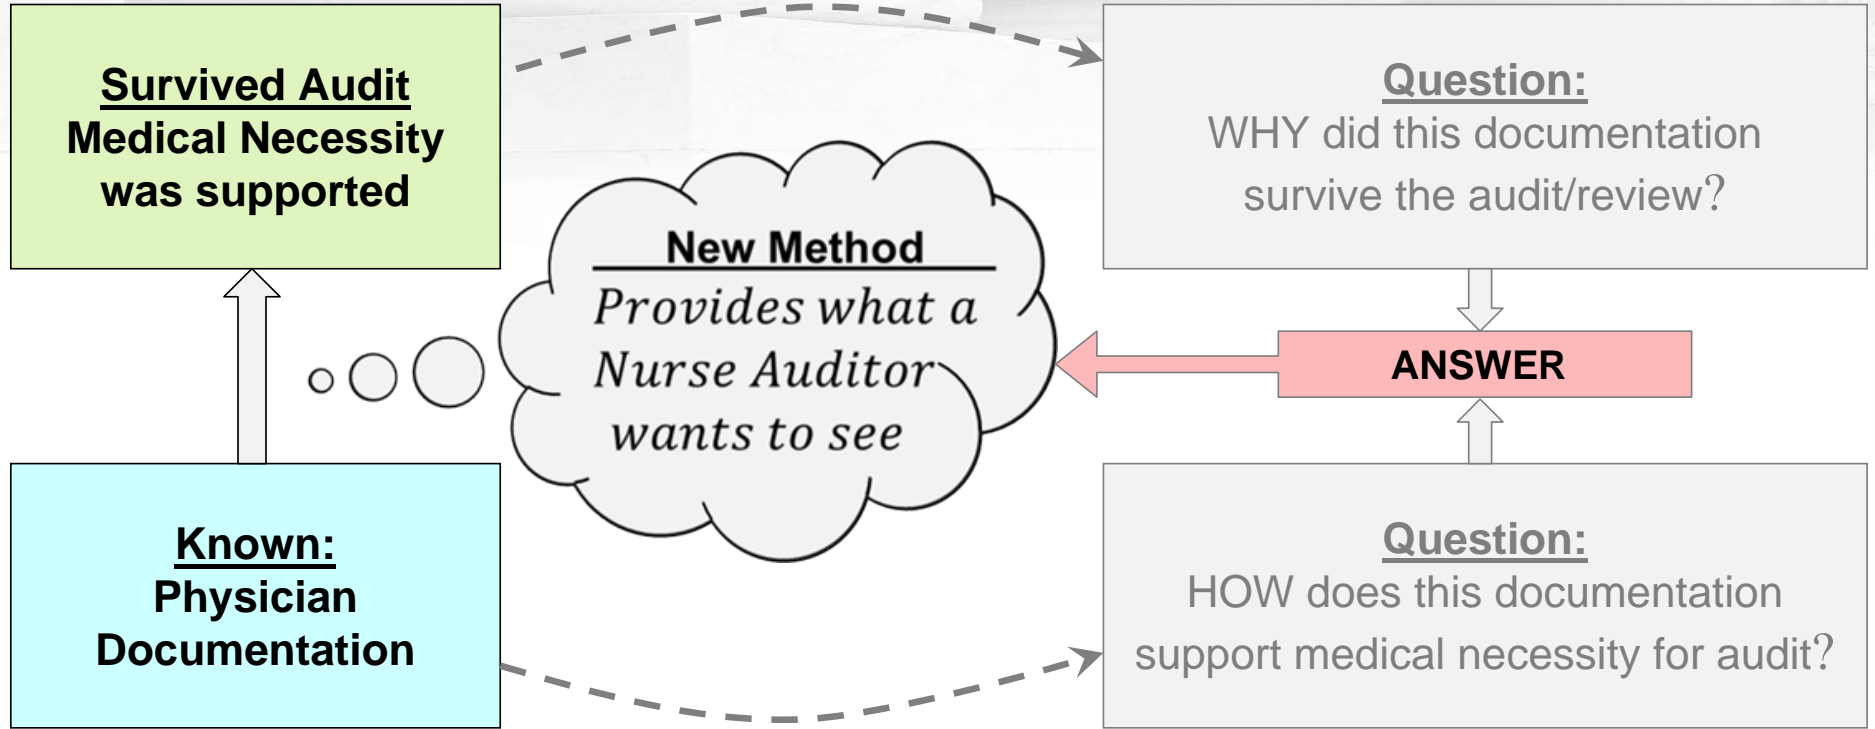 Survived Audit
Medical Necessity
was supported
Question:
WHY did this documentation
survive the audit/review?
New Method
Provides what a
Nurse Auditor
wants to see
ANSWER
Known:
Physician
Documentation
Question:
HOW does this documentation
support medical necessity for audit?